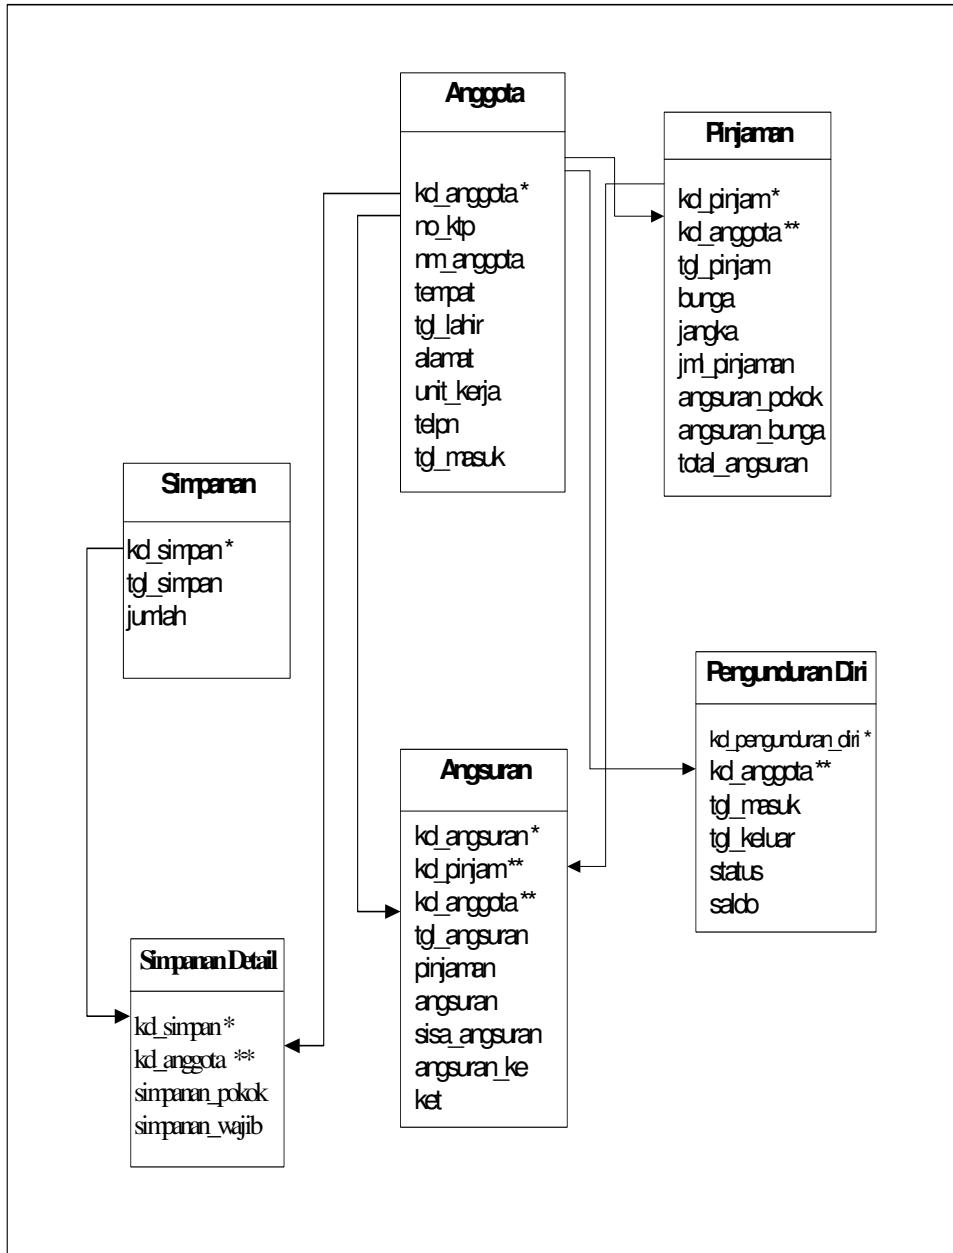 Anggota
kd_anggota *
no_ktp
nm_anggota
tempat
tgl_lahir
alamat
unit_kerja
telpn
tgl_masuk
Pinjaman
kd_pinjam *
kd_anggota **
tgl_pinjam
bunga
jangka
jml_pinjaman
angsuran_pokok
angsuran_bunga
total_angsuran
Simpanan
kd_simpan *
tgl_simpan
jumlah
Pengunduran Diri
kd_pengunduran_diri *
kd_anggota **
tgl_masuk
tgl_keluar
status
saldo
Angsuran
kd_angsuran *
kd_pinjam **
kd_anggota **
tgl_angsuran
pinjaman
angsuran
sisa_angsuran
angsuran_ke
ket
Simpanan Detail
kd_simpan *
kd_anggota **
simpanan_pokok
simpanan_wajib